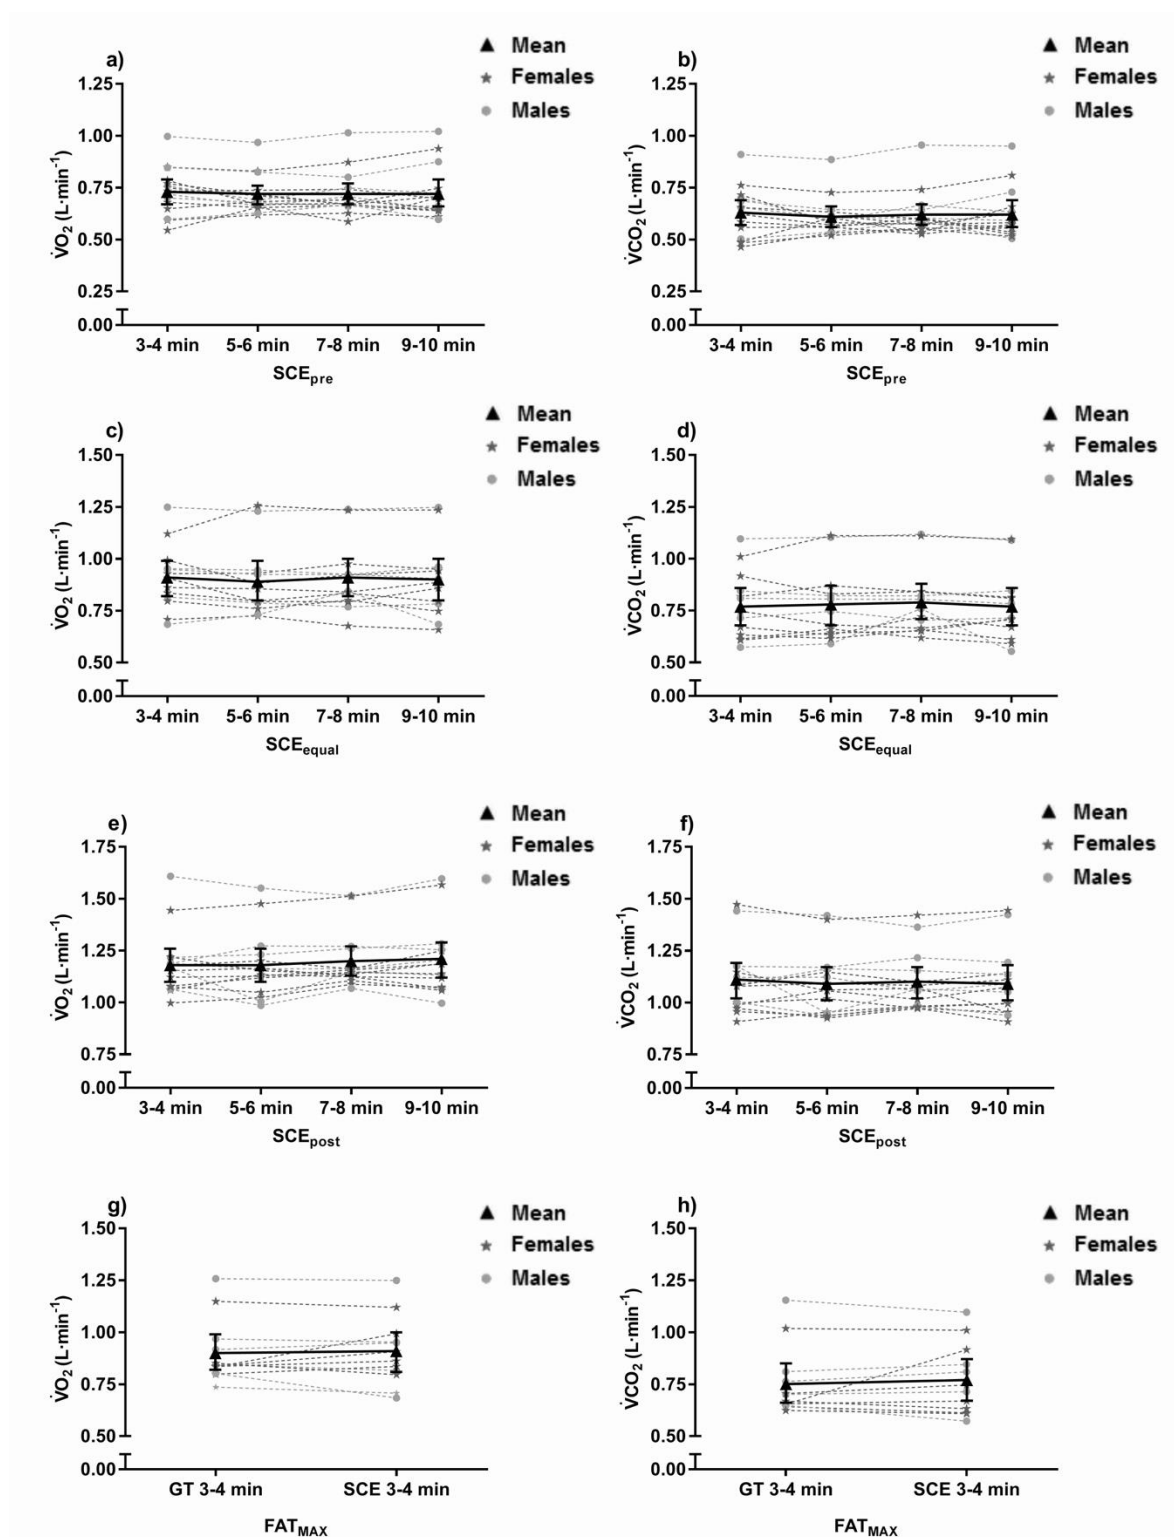 a)
Mean
Females
Males
1.25
1.00
0.75
0.50
0.25
0.00
V̇O₂ (L·min⁻¹)
3-4 min 5-6 min 7-8 min 9-10 min
SCEpre
b)
Mean
Females
Males
1.25
1.00
0.75
0.50
0.25
0.00
V̇CO₂ (L·min⁻¹)
3-4 min 5-6 min 7-8 min 9-10 min
SCEpre
c)
Mean
Females
Males
1.50
1.25
1.00
0.75
0.50
0.00
V̇O₂ (L·min⁻¹)
3-4 min 5-6 min 7-8 min 9-10 min
SCEequal
d)
Mean
Females
Males
1.50
1.25
1.00
0.75
0.50
0.00
V̇CO₂ (L·min⁻¹)
3-4 min 5-6 min 7-8 min 9-10 min
SCEequal
e)
Mean
Females
Males
1.75
1.50
1.25
1.00
0.75
0.00
V̇O₂ (L·min⁻¹)
3-4 min 5-6 min 7-8 min 9-10 min
SCEpost
f)
Mean
Females
Males
1.75
1.50
1.25
1.00
0.75
0.00
V̇CO₂ (L·min⁻¹)
3-4 min 5-6 min 7-8 min 9-10 min
SCEpost
g)
Mean
Females
Males
1.50
1.25
1.00
0.75
0.50
0.00
V̇O₂ (L·min⁻¹)
GT 3-4 min SCE 3-4 min
FATMAX
h)
Mean
Females
Males
1.50
1.25
1.00
0.75
0.50
0.00
V̇CO₂ (L·min⁻¹)
GT 3-4 min SCE 3-4 min
FATMAX